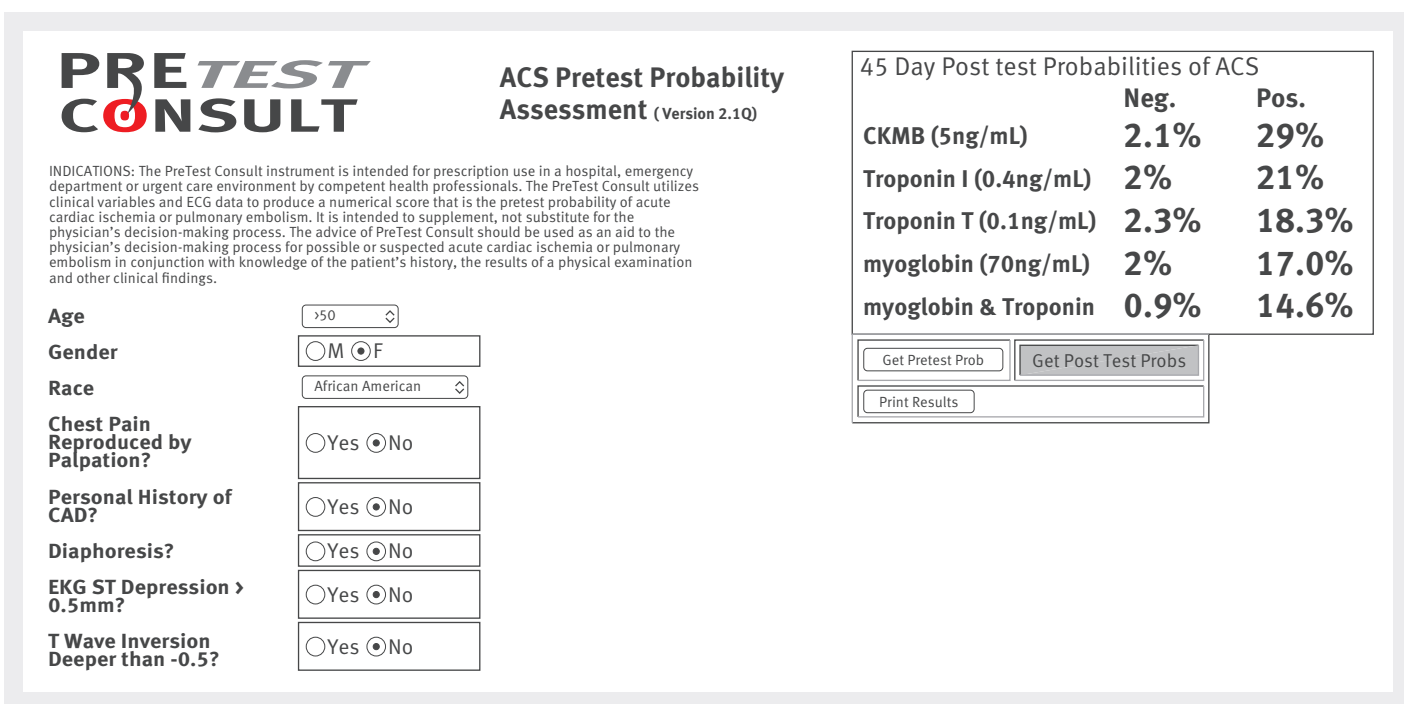 PRETEST
CONSULT
ACS Pretest Probability
Assessment (Version 2.1Q)
INDICATIONS: The PreTest Consult instrument is intended for prescription use in a hospital, emergency
department or urgent care environment by competent health professionals. The PreTest Consult utilizes
clinical variables and ECG data to produce a numerical score that is the pretest probability of acute
cardiac ischemia or pulmonary embolism. It is intended to supplement, not substitute for the
physician's decision-making process. The advice of PreTest Consult should be used as an aid to the
physician's decision-making process for possible or suspected acute cardiac ischemia or pulmonary
embolism in conjunction with knowledge of the patient's history, the results of a physical examination
and other clinical findings.
Age >50
Gender M F
Race African American
Chest Pain
Reproduced by
Palpation?
Yes No
Personal History of
CAD?
Yes No
Diaphoresis? Yes No
EKG ST Depression >
0.5mm?
Yes No
T Wave Inversion
Deeper than -0.5?
Yes No
45 Day Post test Probabilities of ACS
Neg. Pos.
CKMB (5ng/mL) 2.1% 29%
Troponin I (0.4ng/mL) 2% 21%
Troponin T (0.1ng/mL) 2.3% 18.3%
myoglobin (70ng/mL) 2% 17.0%
myoglobin & Troponin 0.9% 14.6%
Get Pretest Prob Get Post Test Probs
Print Results